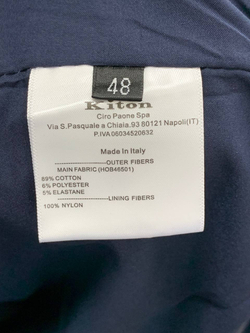 48
Kiton
Ciro Paone Spa
Via S.Pasquale a Chiaia,93 80121 Napoli(IT)
P.IVA 06034520632
Made in Italy
OUTER FIBERS
MAIN FABRIC (HOB46501)
89% COTTON
6% POLYESTER
5% ELASTANE
LINING FIBERS
100% NYLON